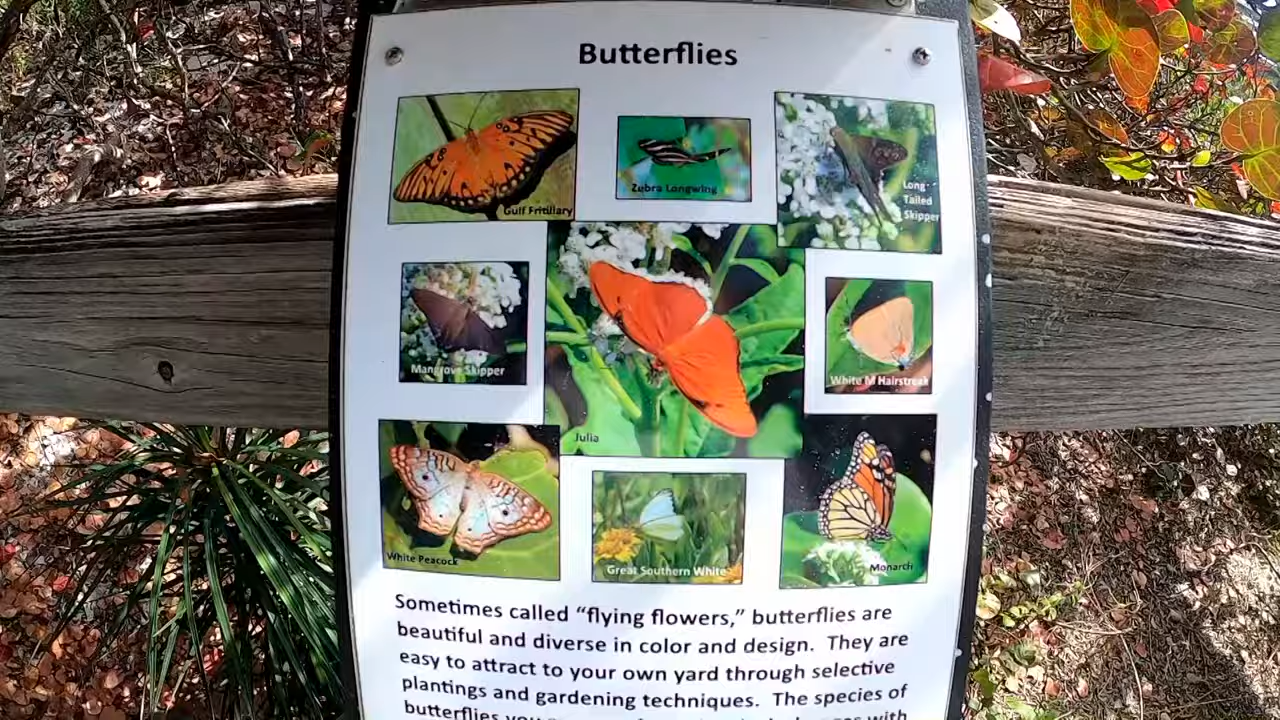 Butterflies
Gulf Fritillary
Zebra Longwing
Long
Tailed
Skipper
Mangrove Skipper
White M Hairstreak
Julia
White Peacock
Great Southern White
Monarch
Sometimes called “flying flowers,” butterflies are
beautiful and diverse in color and design. They are
easy to attract to your own yard through selective
plantings and gardening techniques. The species of
butterflies